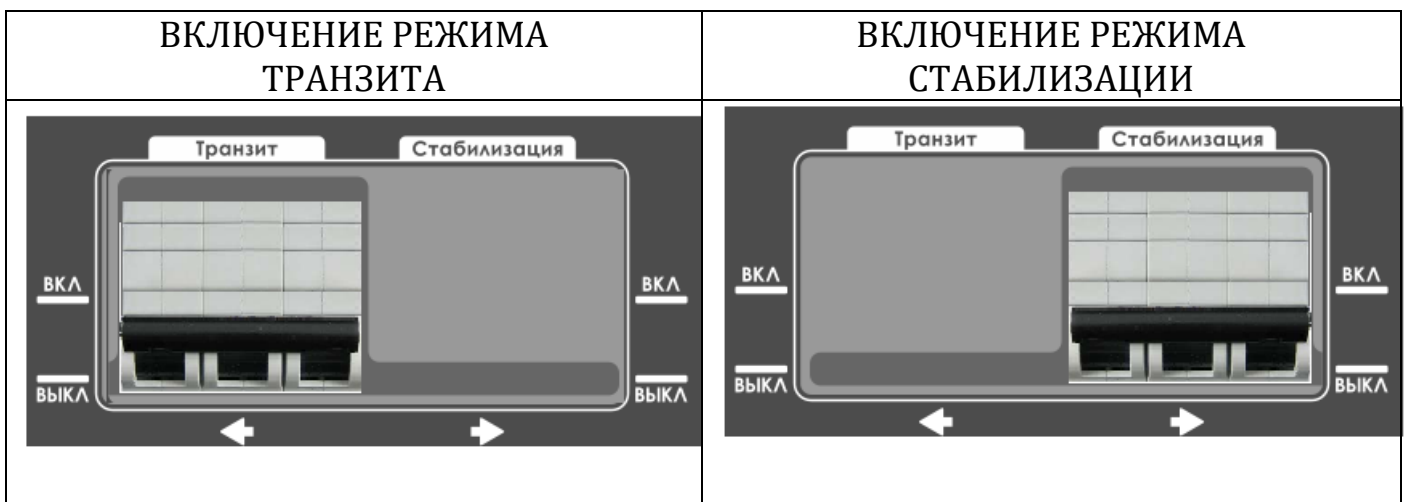 ВКЛЮЧЕНИЕ РЕЖИМА
ТРАНЗИТА
ВКЛЮЧЕНИЕ РЕЖИМА
СТАБИЛИЗАЦИИ
Транзит
Стабилизация
ВКЛ
ВКЛ
ВЫКЛ
ВЫКЛ
Транзит
Стабилизация
ВКЛ
ВКЛ
ВЫКЛ
ВЫКЛ